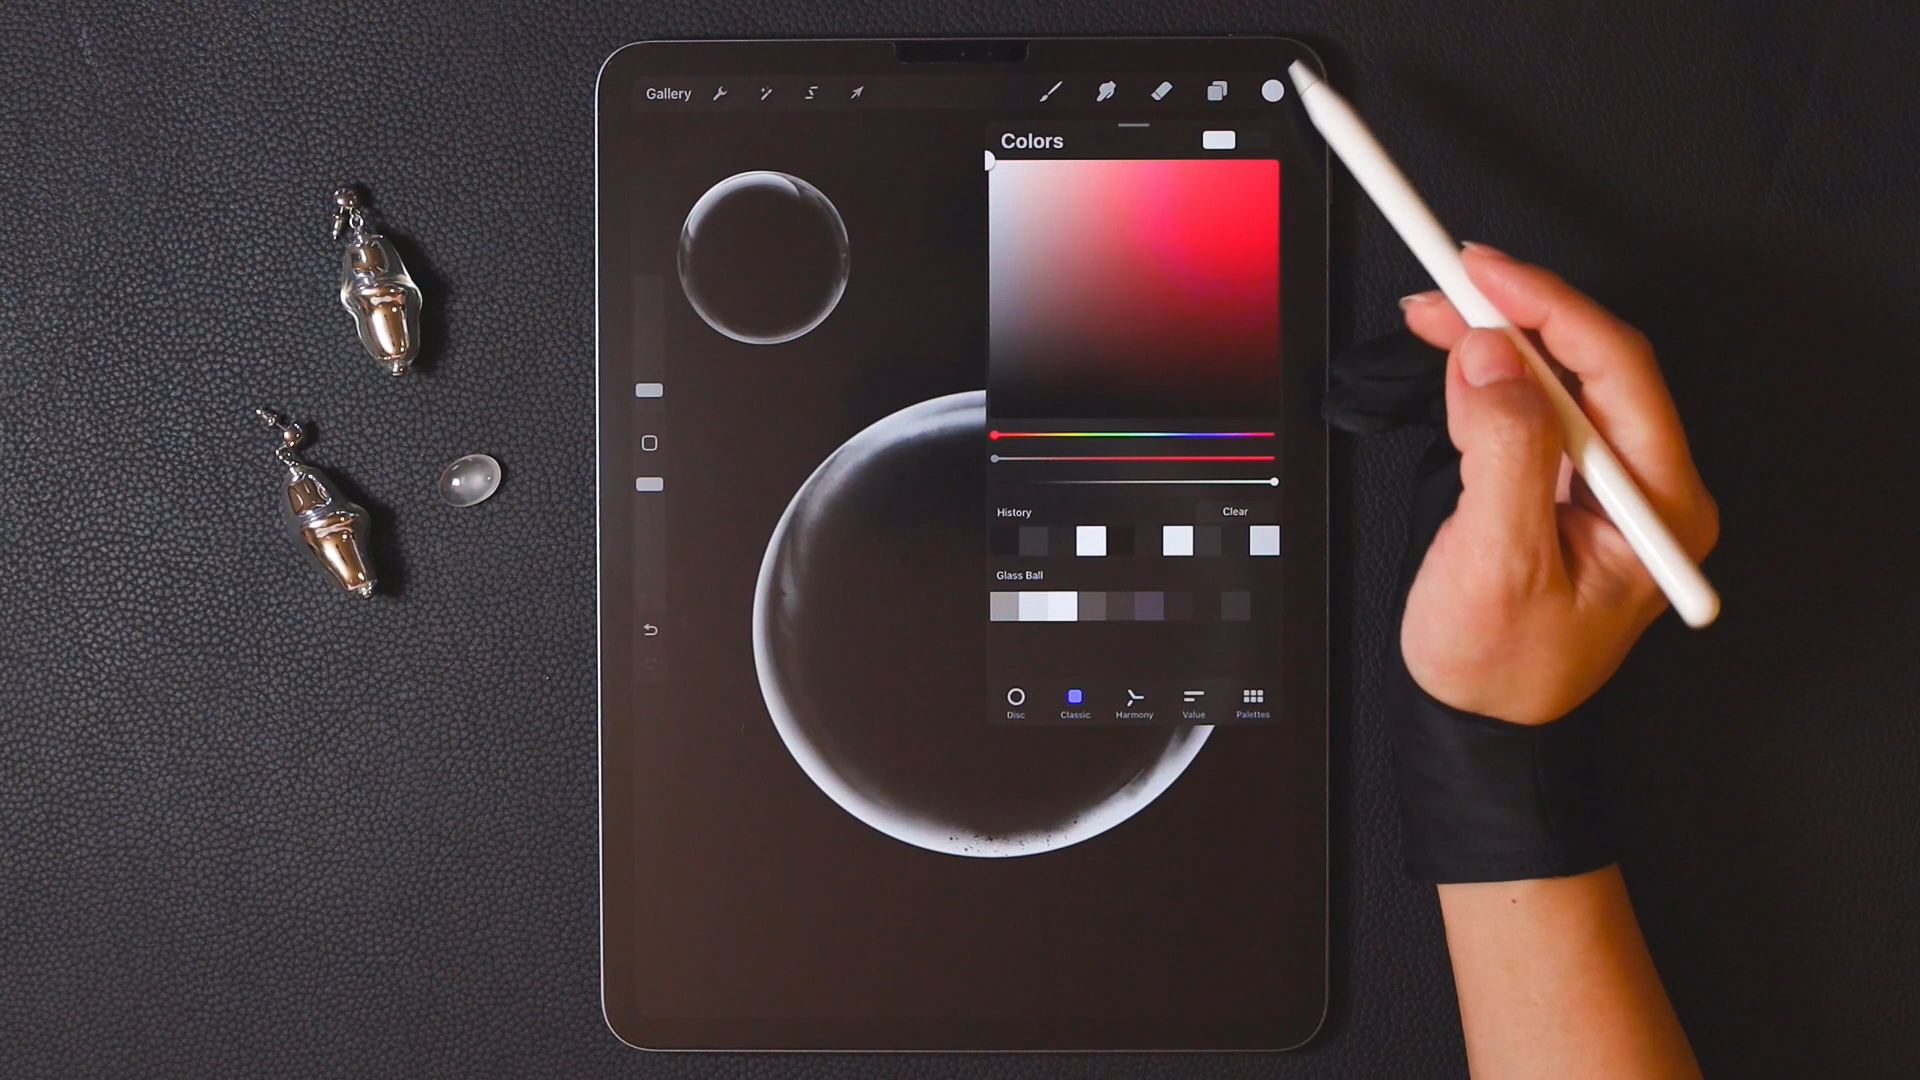 Gallery
Colors
History Clear
Glass Ball
Disc Classic Harmony Value Palettes